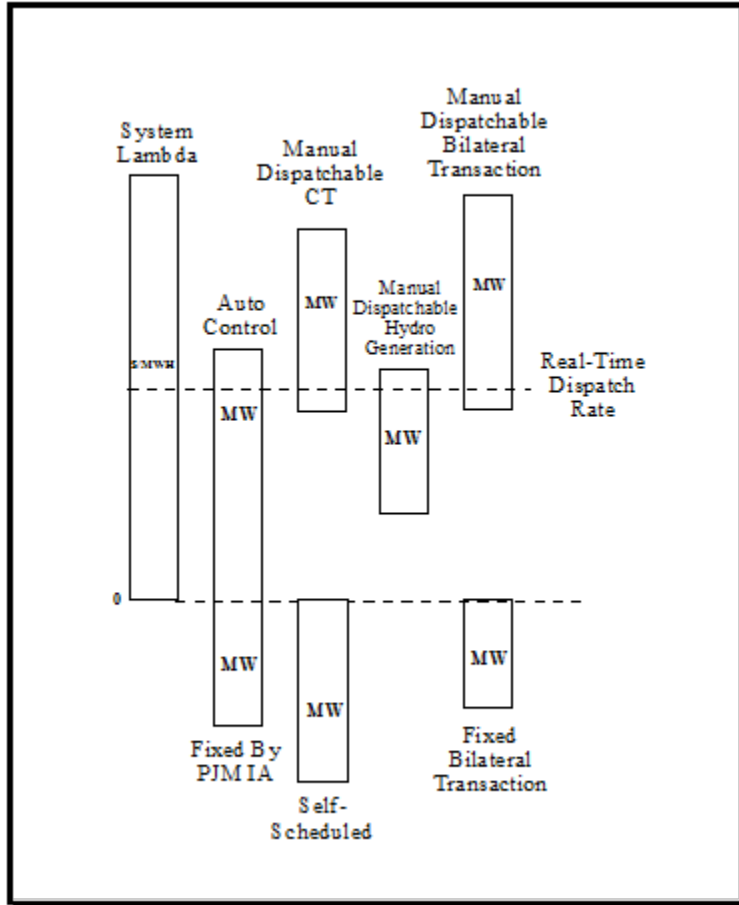 System
Lambda
Manual
Dispatchable
CT
Manual
Dispatchable
Bilateral
Transaction
Auto
Control
Manual
Dispatchable
Hydro
Generation
Real-Time
Dispatch
Rate
$/MWH
MW
MW
MW
MW
0
MW
MW
MW
Fixed By
PJM IA
Self-
Scheduled
Fixed
Bilateral
Transaction